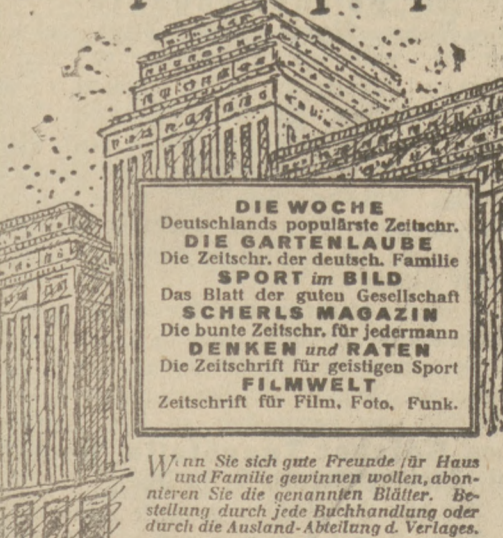 DIE WOCHE
Deutschlands populärste Zeitschr.
DIE GARTENLAUBE
Die Zeitschr. der deutsch. Familie
SPORT im BILD
Das Blatt der guten Gesellschaft
SCHERLS MAGAZIN
Die bunte Zeitschr. für jedermann
DENKEN und RATEN
Die Zeitschrift für geistigen Sport
FILMWELT
Zeitschrift für Film, Foto, Funk.
Wenn Sie sich gute Freunde für Haus
und Familie gewinnen wollen, abon-
nieren Sie die genannten Blätter. Be-
stellung durch jede Buchhandlung oder
durch die Ausland-Abteilung d. Verlages.